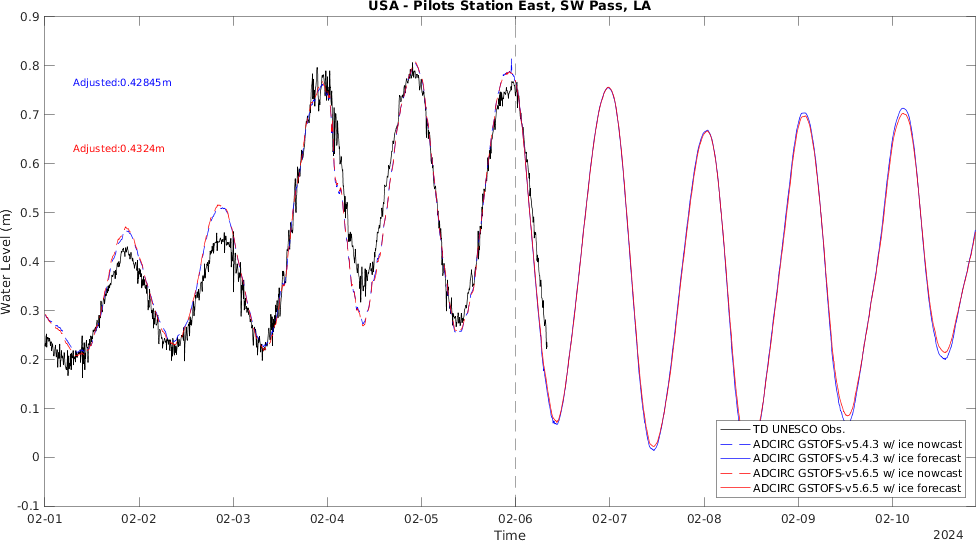 USA - Pilots Station East, SW Pass, LA
0.9
0.8
0.7
0.6
0.5
0.4
0.3
0.2
0.1
0
-0.1
Water Level (m)
Adjusted:0.42845m
Adjusted:0.4324m
TD UNESCO Obs.
ADCIRC GSTOFS-v5.4.3 w/ ice nowcast
ADCIRC GSTOFS-v5.4.3 w/ ice forecast
ADCIRC GSTOFS-v5.6.5 w/ ice nowcast
ADCIRC GSTOFS-v5.6.5 w/ ice forecast
02-01 02-02 02-03 02-04 02-05 02-06 02-07 02-08 02-09 02-10
Time
2024